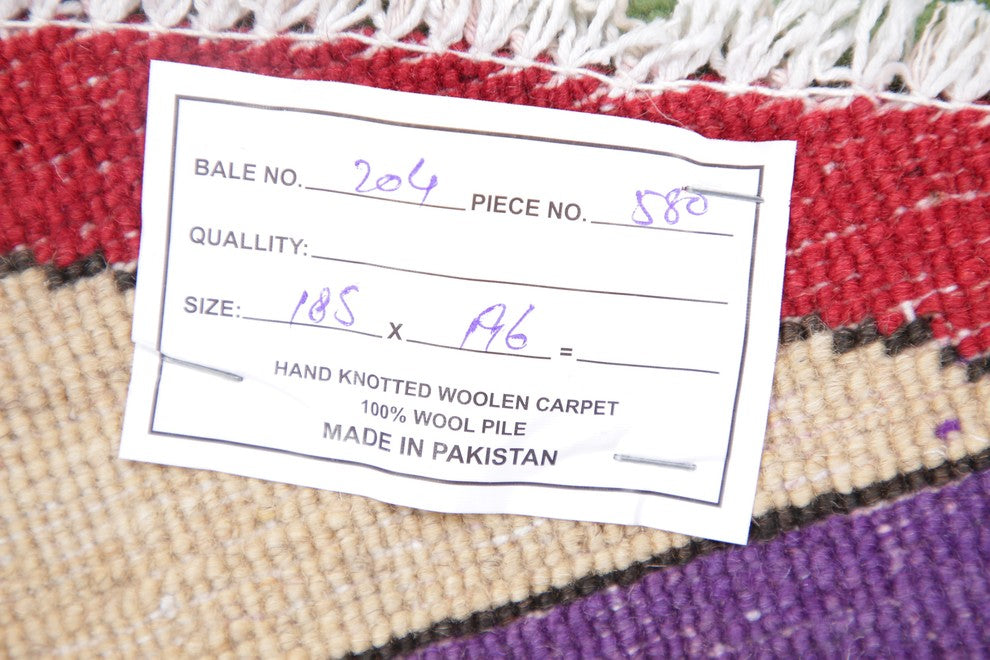 BALE NO. 204 PIECE NO. 580
QUALLITY:
SIZE: 185 X =
HAND KNOTTED WOOLEN CARPET
100% WOOL PILE
MADE IN PAKISTAN